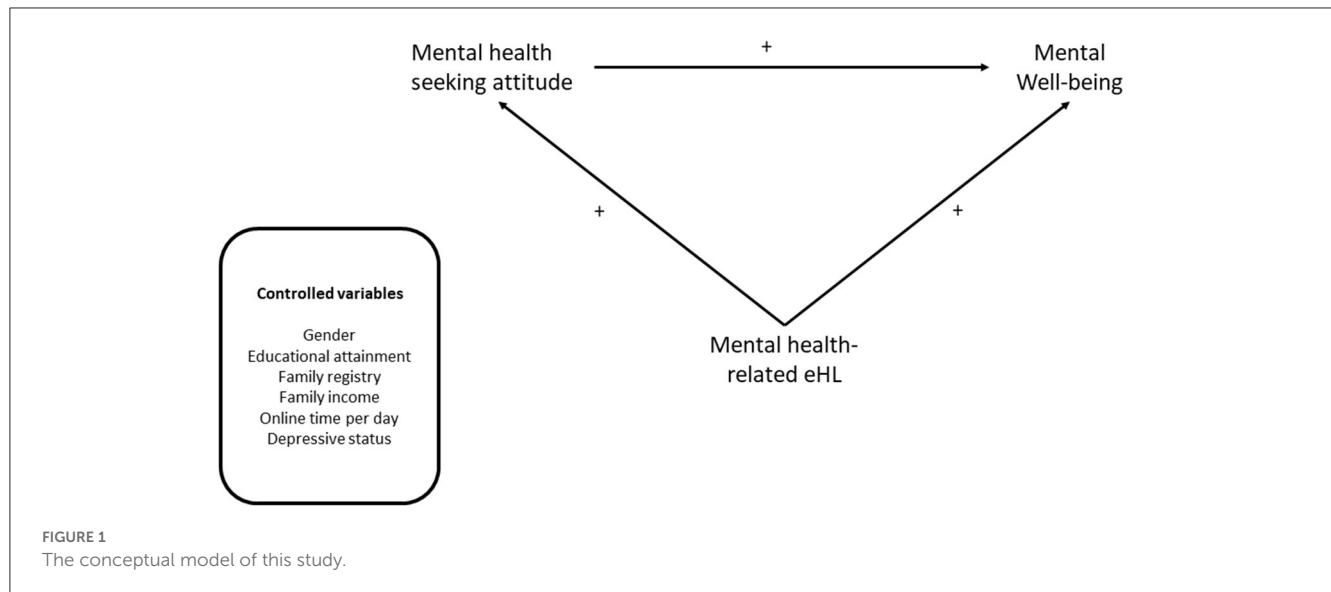 +
Mental health
seeking attitude
Mental
Well-being
+
+
Controlled variables
Gender
Educational attainment
Family registry
Family income
Online time per day
Depressive status
Mental health-
related eHL
FIGURE 1
The conceptual model of this study.